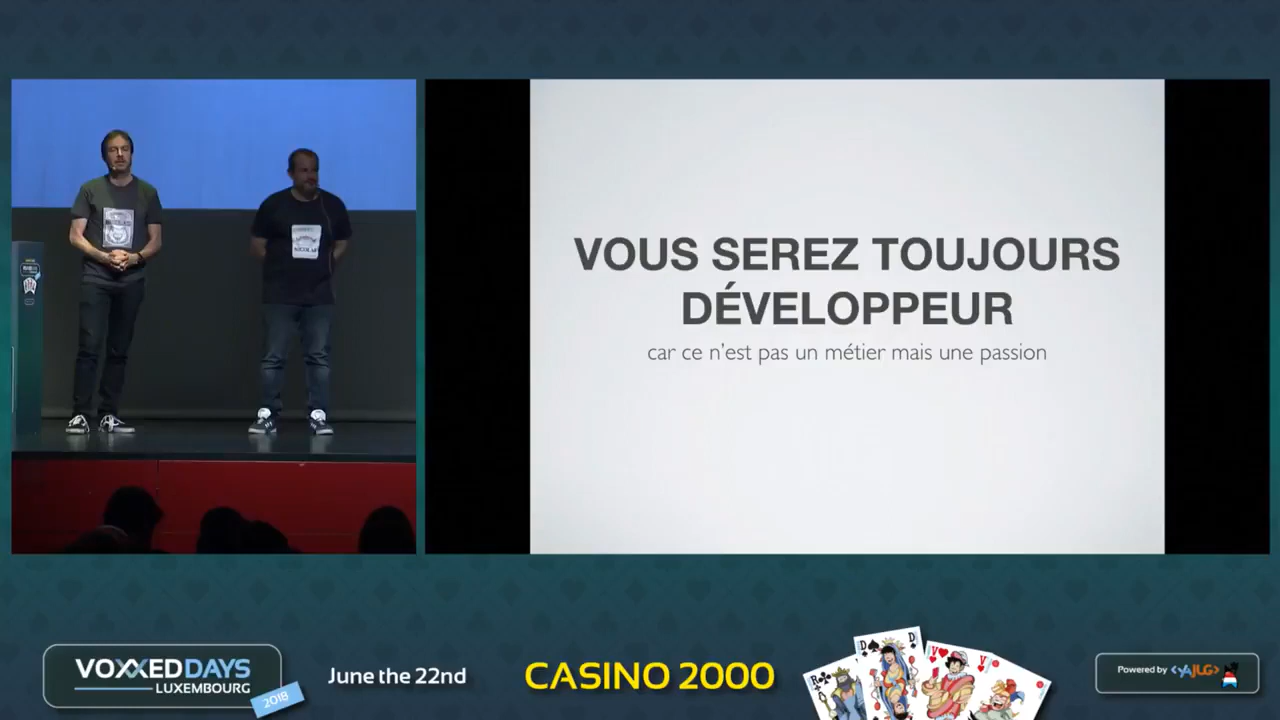 VOUS SEREZ TOUJOURS
DÉVELOPPEUR
car ce n'est pas un métier mais une passion
VOXXED DAYS
LUXEMBOURG
2018
June the 22nd
CASINO 2000
R
D
D
V
V
Powered by <YAJUG>